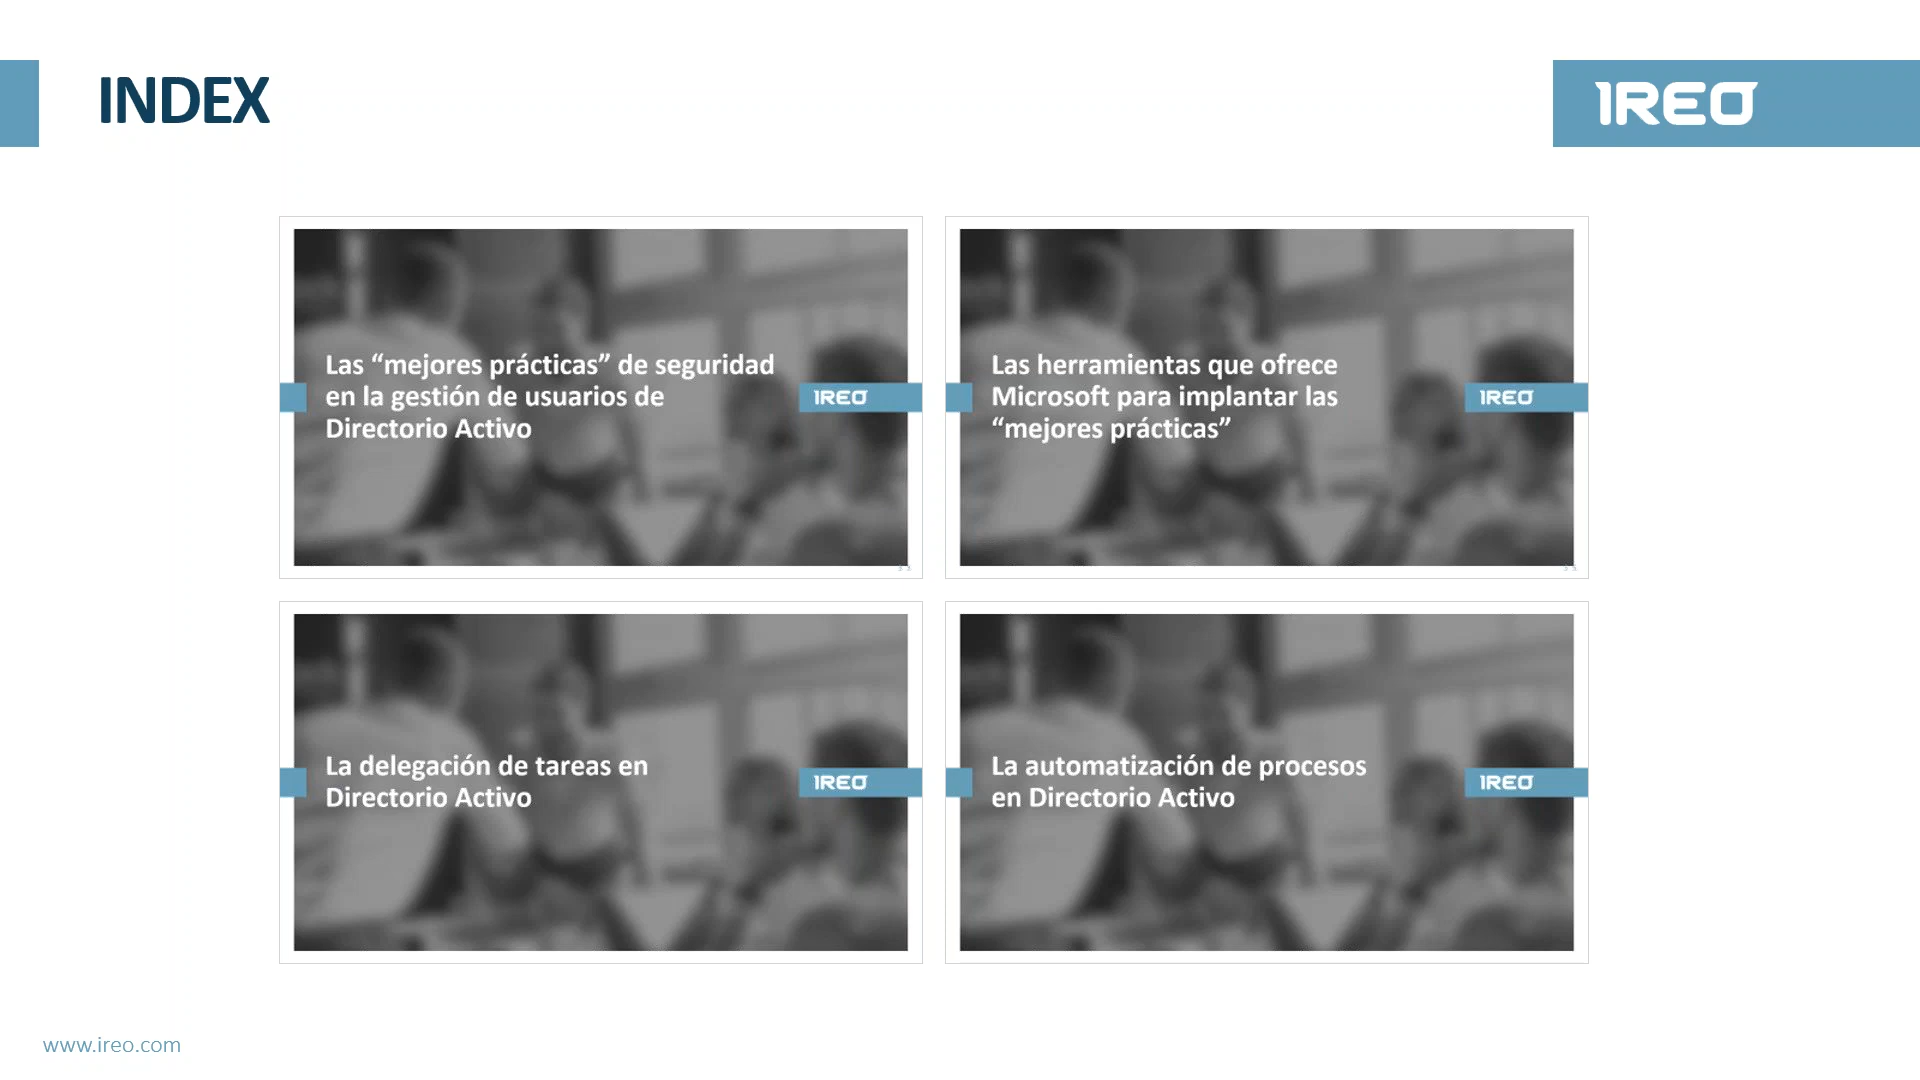 INDEX
IREO
Las “mejores prácticas” de seguridad
en la gestión de usuarios de
Directorio Activo
IREO
Las herramientas que ofrece
Microsoft para implantar las
“mejores prácticas”
IREO
La delegación de tareas en
Directorio Activo
IREO
La automatización de procesos
en Directorio Activo
IREO
www.ireo.com